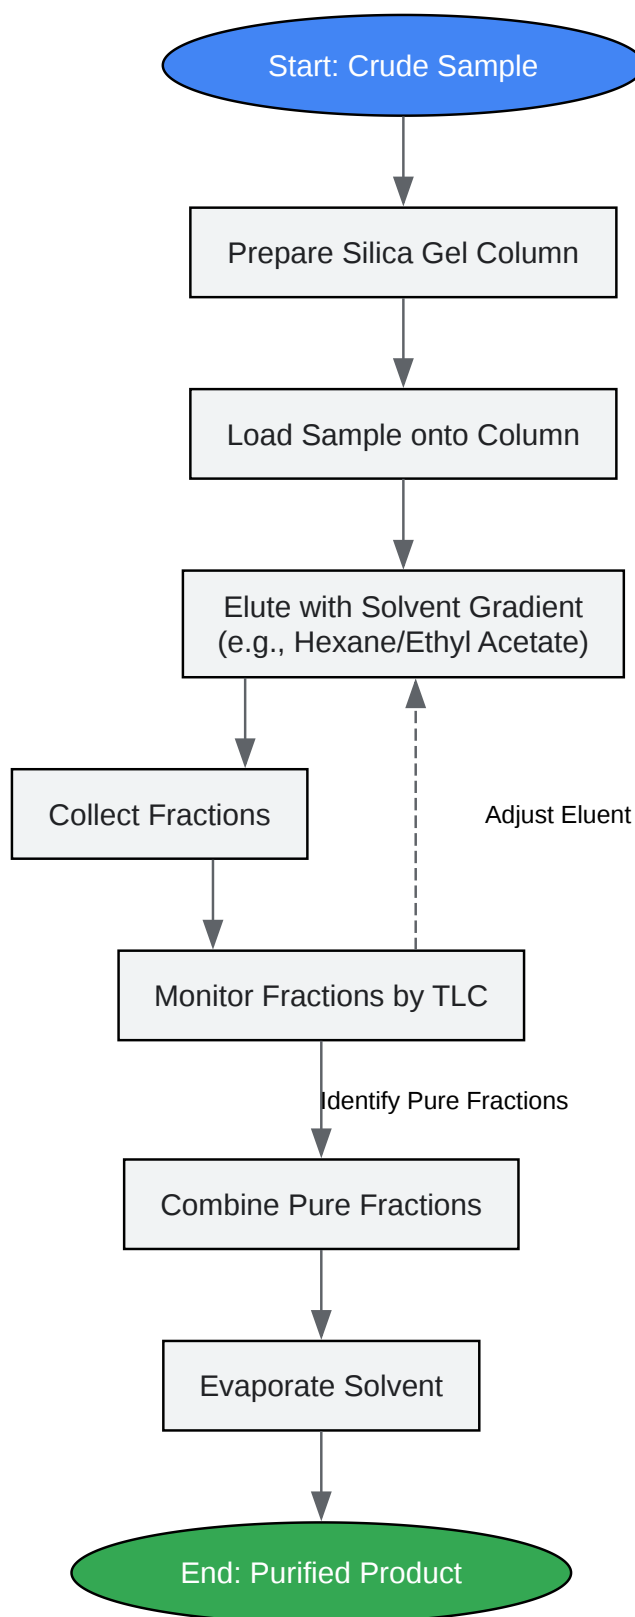 Start: Crude Sample
Prepare Silica Gel Column
Load Sample onto Column
Elute with Solvent Gradient
(e.g., Hexane/Ethyl Acetate)
Collect Fractions
Adjust Eluent
Monitor Fractions by TLC
Identify Pure Fractions
Combine Pure Fractions
Evaporate Solvent
End: Purified Product